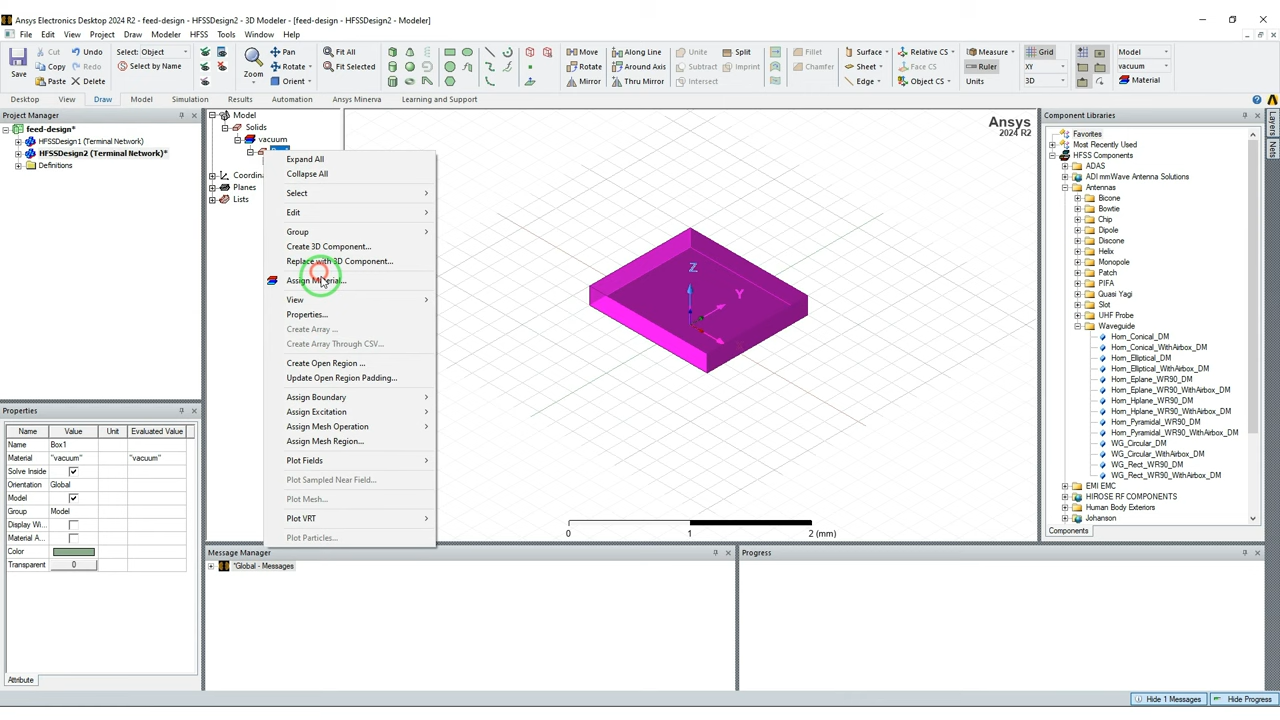 Ansys Electronics Desktop 2024 R2 - feed-design - HFSSDesign2 - 3D Modeler - [feed-design - HFSSDesign2 - Modeler]
File Edit View Project Draw Modeler HFSS Tools Window Help
Save Cut Copy Paste Undo Redo Delete Select: Object Select by Name Zoom Pan Rotate Orient Fit All Fit Selected Move Rotate Mirror Along Line Around Axis Thru Mirror Unite Subtract Intersect Split Imprint Fillet Chamfer Surface Sheet Edge Relative CS Face CS Object CS Measure Ruler Units Grid XY 3D Model vacuum Material
Desktop View Draw Model Simulation Results Automation Ansys Minerva Learning and Support
Project Manager
feed-design*
HFSSDesign1 (Terminal Network)
HFSSDesign2 (Terminal Network)*
Definitions
Properties
Name Value Unit Evaluated Value
Name Box1
Material "vacuum" "vacuum"
Solve Inside
Orientation Global
Model
Group Model
Display Wi...
Material A...
Color
Transparent 0
Attribute
Model
Solids
vacuum
Coordin
Planes
Lists
Expand All
Collapse All
Select
Edit
Group
Create 3D Component...
Replace with 3D Component...
Assign Material...
View
Properties...
Create Array ...
Create Array Through CSV...
Create Open Region ...
Update Open Region Padding...
Assign Boundary
Assign Excitation
Assign Mesh Operation
Assign Mesh Region...
Plot Fields
Plot Sampled Near Field...
Plot Mesh...
Plot VRT
Plot Particles...
Ansys
2024 R2
Z
Y
0 1 2 (mm)
Message Manager
*Global - Messages
Progress
Component Libraries
Favorites
Most Recently Used
HFSS Components
ADAS
ADI mmWave Antenna Solutions
Antennas
Bicone
Bowtie
Chip
Dipole
Discone
Helix
Monopole
Patch
PIFA
Quasi Yagi
Slot
UHF Probe
Waveguide
Horn_Conical_DM
Horn_Conical_WithAirbox_DM
Horn_Elliptical_DM
Horn_Elliptical_WithAirbox_DM
Horn_Eplane_WR90_DM
Horn_Eplane_WR90_WithAirbox_DM
Horn_Hplane_WR90_DM
Horn_Hplane_WR90_WithAirbox_DM
Horn_Pyramidal_WR90_DM
Horn_Pyramidal_WR90_WithAirbox_DM
WG_Circular_DM
WG_Circular_WithAirbox_DM
WG_Rect_WR90_DM
WG_Rect_WR90_WithAirbox_DM
EMI EMC
HIROSE RF COMPONENTS
Human Body Exteriors
Johanson
Components
Layers
Nets
Hide 1 Messages Hide Progress